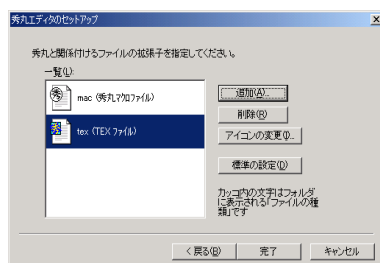 秀丸エディタのセットアップ
秀丸と関係付けるファイルの拡張子を指定してください。
一覧(L):
mac (秀丸マクロファイル)
tex (TEX ファイル)
追加(A)...
削除(R)
アイコンの変更(I)...
標準の設定(D)
カッコ内の文字はフォルダ
に表示される「ファイルの種
類」です
< 戻る(B)
完了
キャンセル